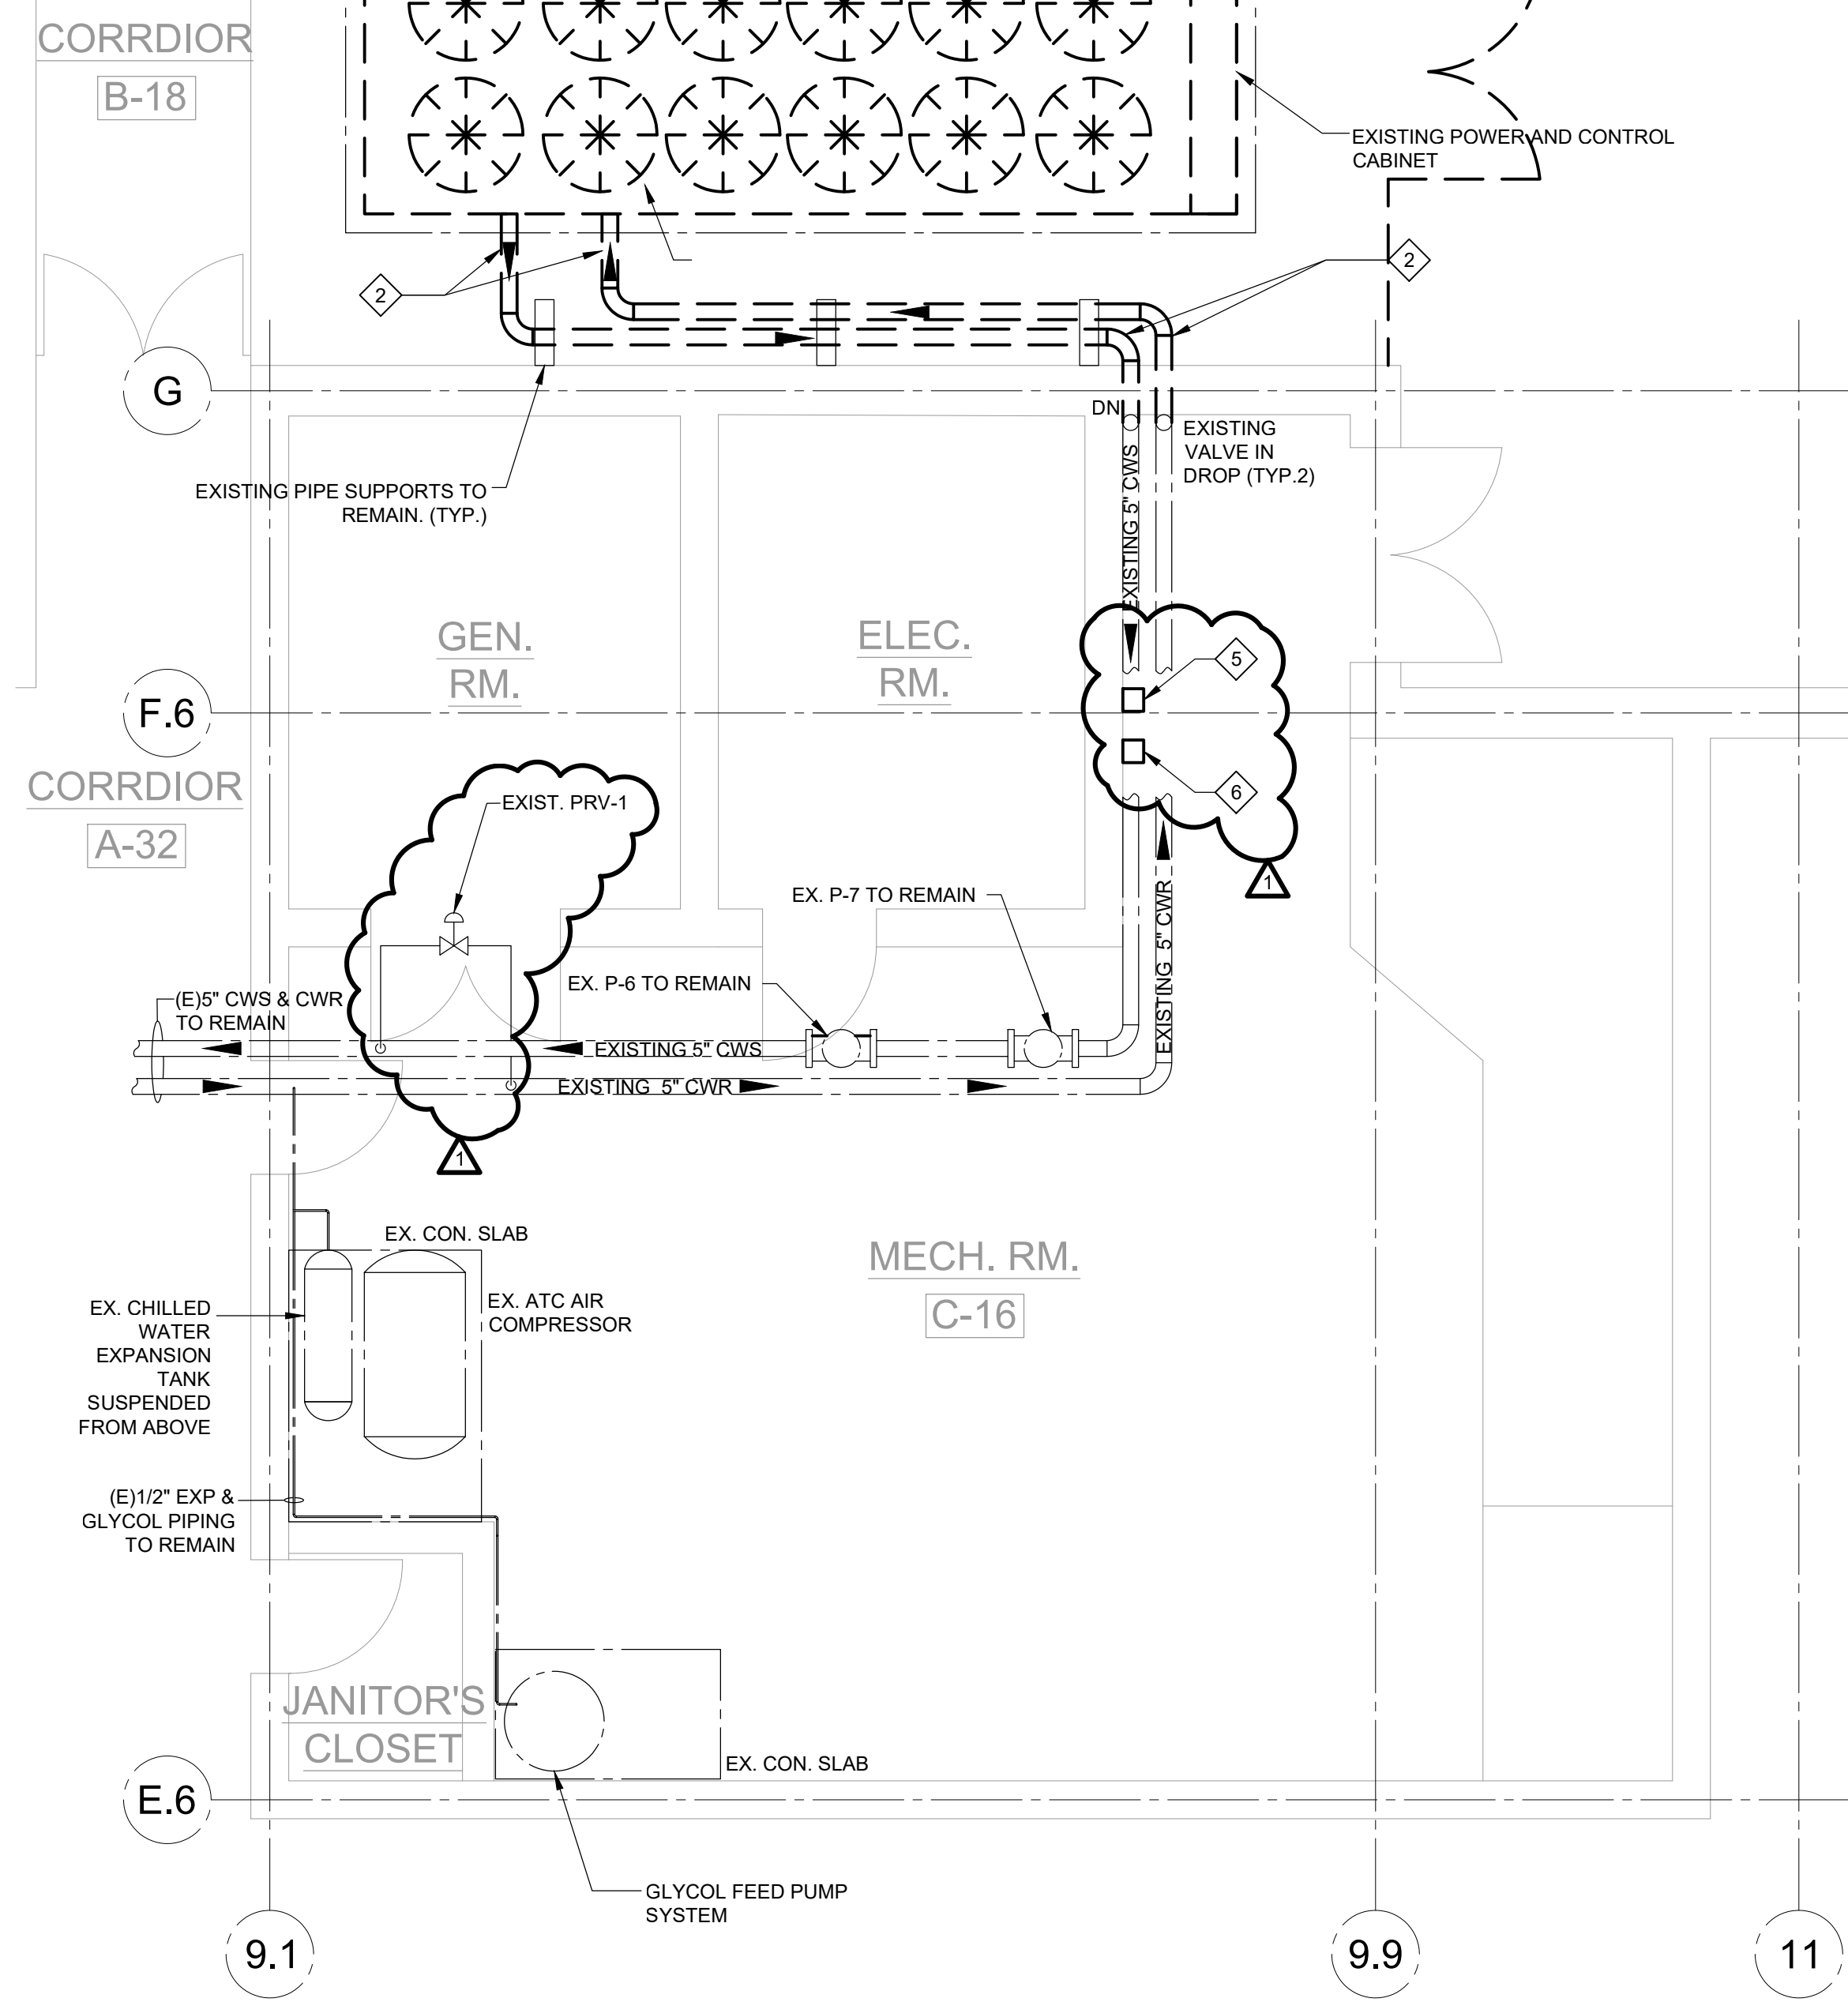 CORRDIOR
B-18
EXISTING POWER AND CONTROL
CABINET
2
2
G
DN
EXISTING
VALVE IN
DROP (TYP.2)
EXISTING 5" CWS
EXISTING PIPE SUPPORTS TO
REMAIN. (TYP.)
GEN.
RM.
ELEC.
RM.
5
F.6
6
CORRDIOR
A-32
EXIST. PRV-1
1
EX. P-7 TO REMAIN
EXISTING 5" CWR
EX. P-6 TO REMAIN
(E)5" CWS & CWR
TO REMAIN
EXISTING 5" CWS
EXISTING 5" CWR
1
EX. CON. SLAB
MECH. RM.
C-16
EX. CHILLED
WATER
EXPANSION
TANK
SUSPENDED
FROM ABOVE
EX. ATC AIR
COMPRESSOR
(E)1/2" EXP &
GLYCOL PIPING
TO REMAIN
JANITOR'S
CLOSET
EX. CON. SLAB
E.6
GLYCOL FEED PUMP
SYSTEM
9.1
9.9
11